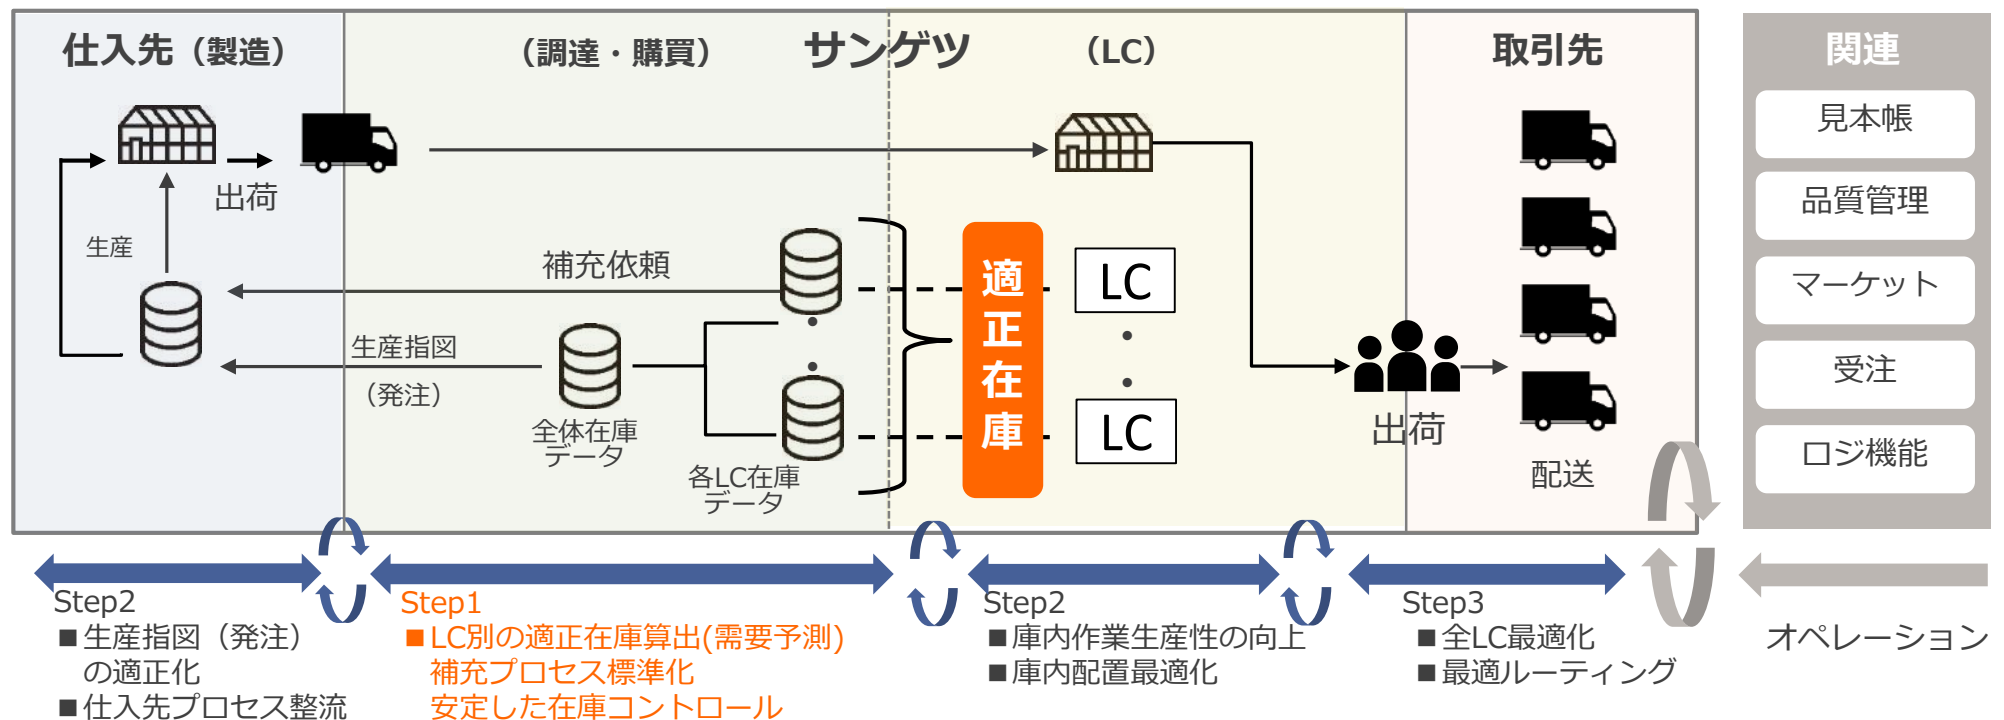 仕入先（製造）
（調達・購買）
サンゲツ
（LC）
取引先
関連
見本帳
品質管理
マーケット
受注
ロジ機能
出荷
生産
補充依頼
生産指図
（発注）
全体在庫
データ
各LC在庫
データ
適正在庫
LC
LC
出荷
配送
Step2
■生産指図（発注）
の適正化
■仕入先プロセス整流
Step1
■LC別の適正在庫算出(需要予測)
補充プロセス標準化
安定した在庫コントロール
Step2
■庫内作業生産性の向上
■庫内配置最適化
Step3
■全LC最適化
■最適ルーティング
オペレーション